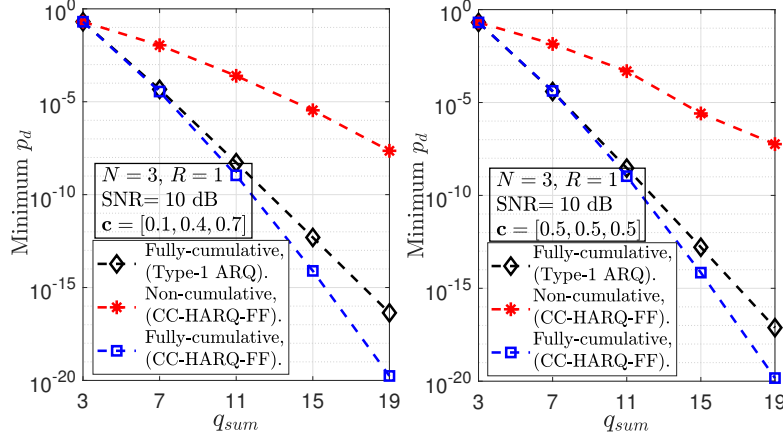 10^0
10^-5
10^-10
10^-15
10^-20
Minimum p_d
N = 3, R = 1
SNR= 10 dB
c = [0.1, 0.4, 0.7]
Fully-cumulative,
(Type-1 ARQ).
Non-cumulative,
(CC-HARQ-FF).
Fully-cumulative,
(CC-HARQ-FF).
3 7 11 15 19
q_sum
10^0
10^-5
10^-10
10^-15
10^-20
Minimum p_d
N = 3, R = 1
SNR= 10 dB
c = [0.5, 0.5, 0.5]
Fully-cumulative,
(Type-1 ARQ).
Non-cumulative,
(CC-HARQ-FF).
Fully-cumulative,
(CC-HARQ-FF).
3 7 11 15 19
q_sum